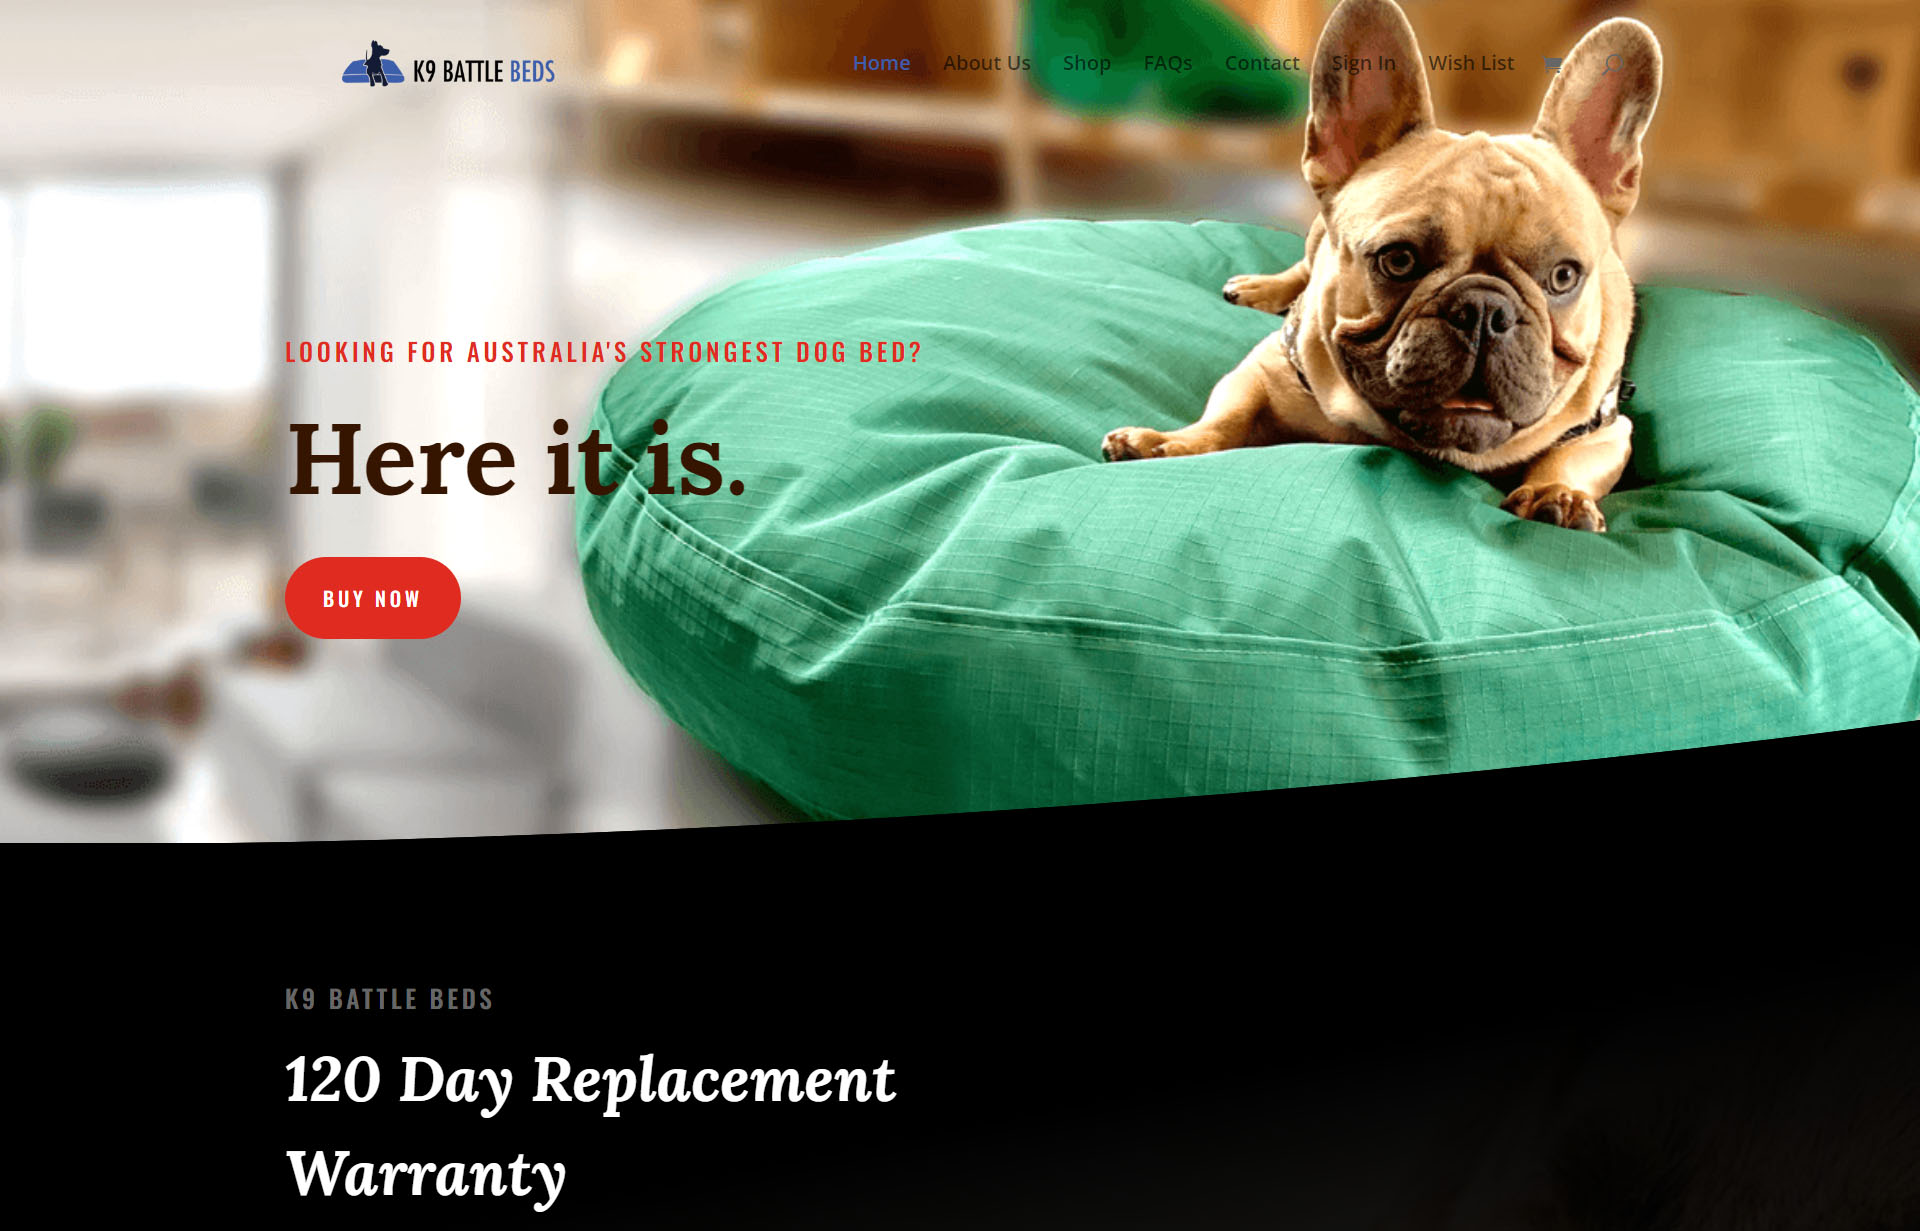 K9 BATTLE BEDS
Home About Us Shop FAQs Contact Sign In Wish List
LOOKING FOR AUSTRALIA'S STRONGEST DOG BED?
Here it is.
BUY NOW
K9 BATTLE BEDS
120 Day Replacement
Warranty